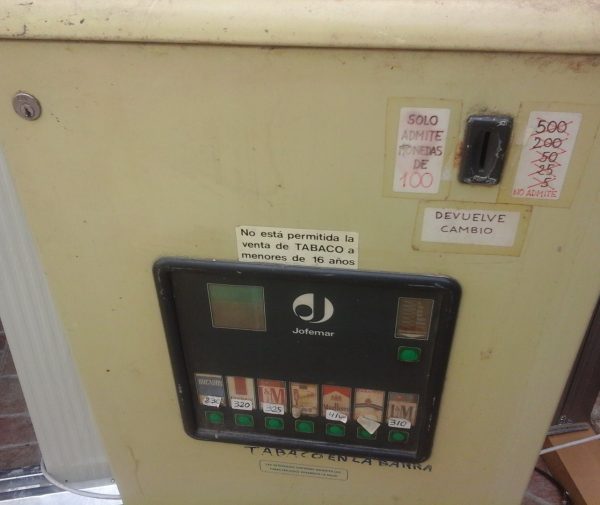 SOLO
ADMITE
MONEDAS
DE
100
500
200
50
25
5
NO ADMITE
DEVUELVE
CAMBIO
No está permitida la
venta de TABACO a
menores de 16 años
Jofemar
320
L&M
325
Marlboro
L&M
310
TABACO EN LA BARRA